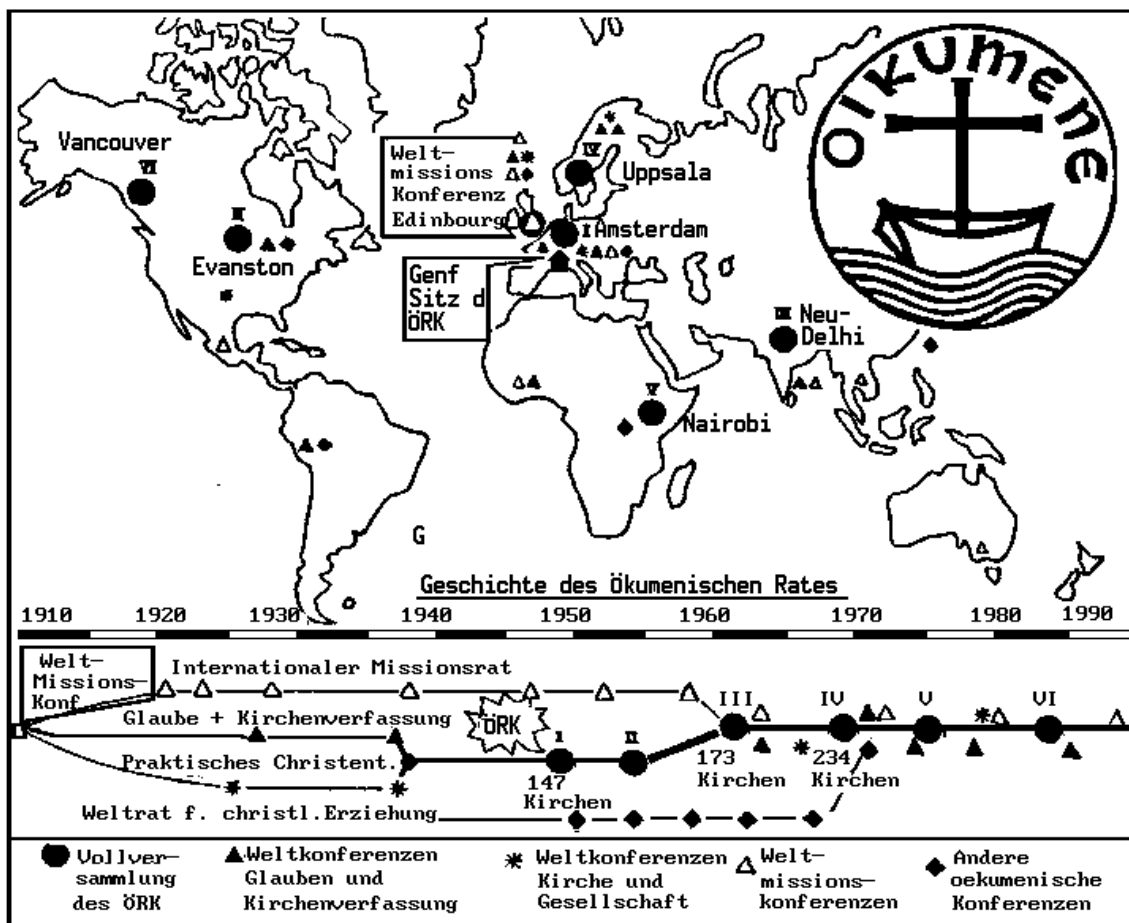 OIKUMENE
Vancouver
VI
II
Evanston
Welt-
missions
Konferenz
Edinbourg
IV
Uppsala
I Amsterdam
Genf
Sitz d
ÖRK
III Neu-
Delhi
V
Nairobi
G
Geschichte des Ökumenischen Rates
1910 1920 1930 1940 1950 1960 1970 1980 1990
Welt-
Missions-
Konf
Internationaler Missionsrat
Glaube + Kirchenverfassung
ÖRK
Praktisches Christent.
Weltrat f. christl.Erziehung
I II III IV V VI
147
Kirchen
173
Kirchen
234
Kirchen
Vollver-
sammlung
des ÖRK
Weltkonferenzen
Glauben und
Kirchenverfassung
Weltkonferenzen
Kirche und
Gesellschaft
Welt-
missions-
konferenzen
Andere
oekumenische
Konferenzen